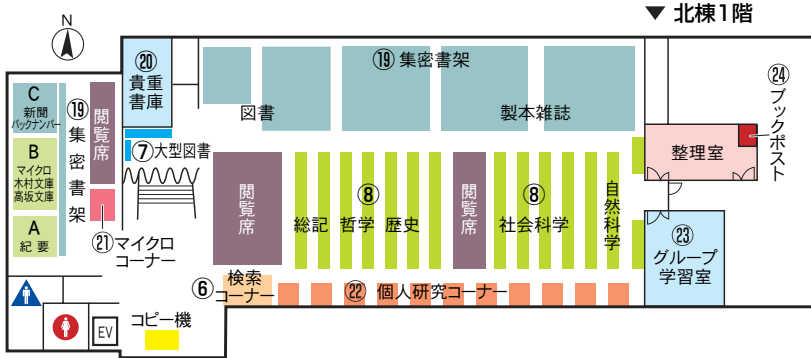 ▼ 北棟1階
N
⑳
貴重
書庫
⑲ 集密書架
図書
製本雑誌
㉔
ブックポスト
C
新聞
バックナンバー
⑲
集密書架
閲覧席
B
マイクロ
木村文庫
高坂文庫
A
紀要
⑦大型図書
㉑マイクロ
コーナー
閲覧席
⑧
総記 哲学 歴史
閲覧席
⑧
社会科学
自然科学
整理室
㉓
グループ
学習室
⑥ 検索
コーナー
㉒ 個人研究コーナー
EV
コピー機